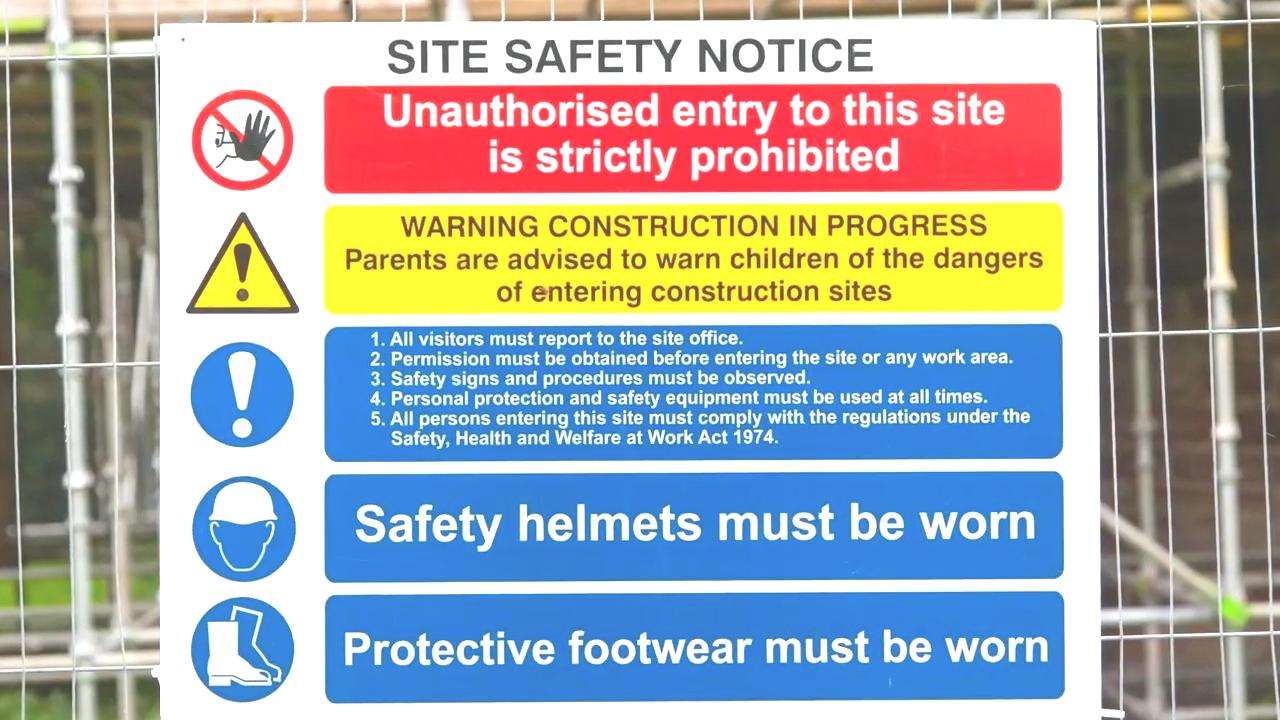 SITE SAFETY NOTICE
Unauthorised entry to this site
is strictly prohibited
WARNING CONSTRUCTION IN PROGRESS
Parents are advised to warn children of the dangers
of entering construction sites
1. All visitors must report to the site office.
2. Permission must be obtained before entering the site or any work area.
3. Safety signs and procedures must be observed.
4. Personal protection and safety equipment must be used at all times.
5. All persons entering this site must comply with the regulations under the
Safety, Health and Welfare at Work Act 1974.
Safety helmets must be worn
Protective footwear must be worn